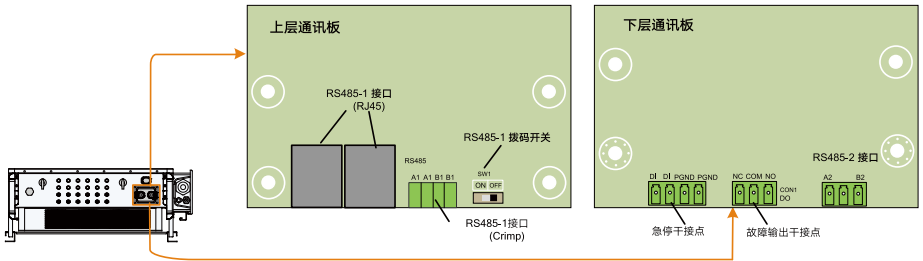 上层通讯板
RS485-1 接口
(RJ45)
RS485-1 拨码开关
RS485
SW1
A1 A1 B1 B1
ON OFF
RS485-1接口
(Crimp)
下层通讯板
RS485-2 接口
DI DI PGND PGND
NC COM NO
A2 B2
CON1
DO
急停干接点
故障输出干接点